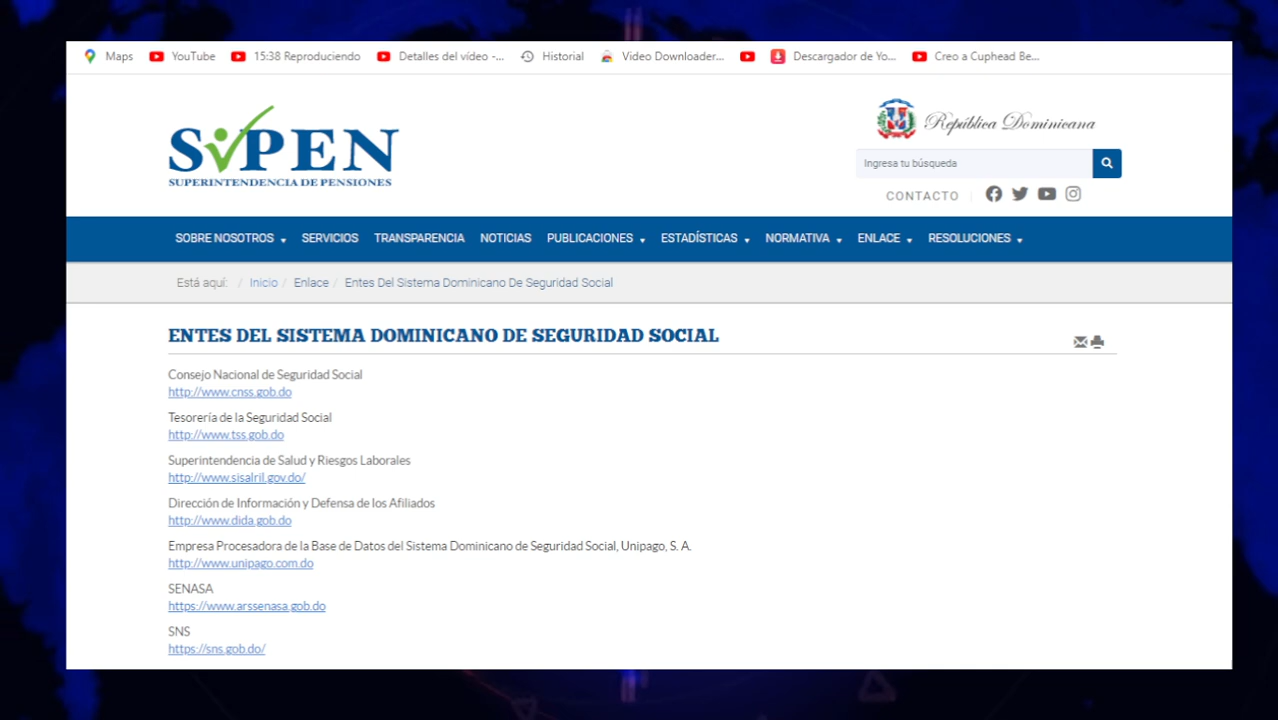 Maps YouTube 15:38 Reproduciendo Detalles del vídeo -... Historial Video Downloader... Descargador de Yo... Creo a Cuphead Be...
SiPEN
SUPERINTENDENCIA DE PENSIONES
República Dominicana
Ingresa tu búsqueda
CONTACTO
SOBRE NOSOTROS SERVICIOS TRANSPARENCIA NOTICIAS PUBLICACIONES ESTADÍSTICAS NORMATIVA ENLACE RESOLUCIONES
Está aquí: / Inicio / Enlace / Entes Del Sistema Dominicano De Seguridad Social
ENTES DEL SISTEMA DOMINICANO DE SEGURIDAD SOCIAL
Consejo Nacional de Seguridad Social
http://www.cnss.gob.do
Tesorería de la Seguridad Social
http://www.tss.gob.do
Superintendencia de Salud y Riesgos Laborales
http://www.sisalril.gov.do/
Dirección de Información y Defensa de los Afiliados
http://www.dida.gob.do
Empresa Procesadora de la Base de Datos del Sistema Dominicano de Seguridad Social, Unipago, S. A.
http://www.unipago.com.do
SENASA
https://www.arssenasa.gob.do
SNS
https://sns.gob.do/